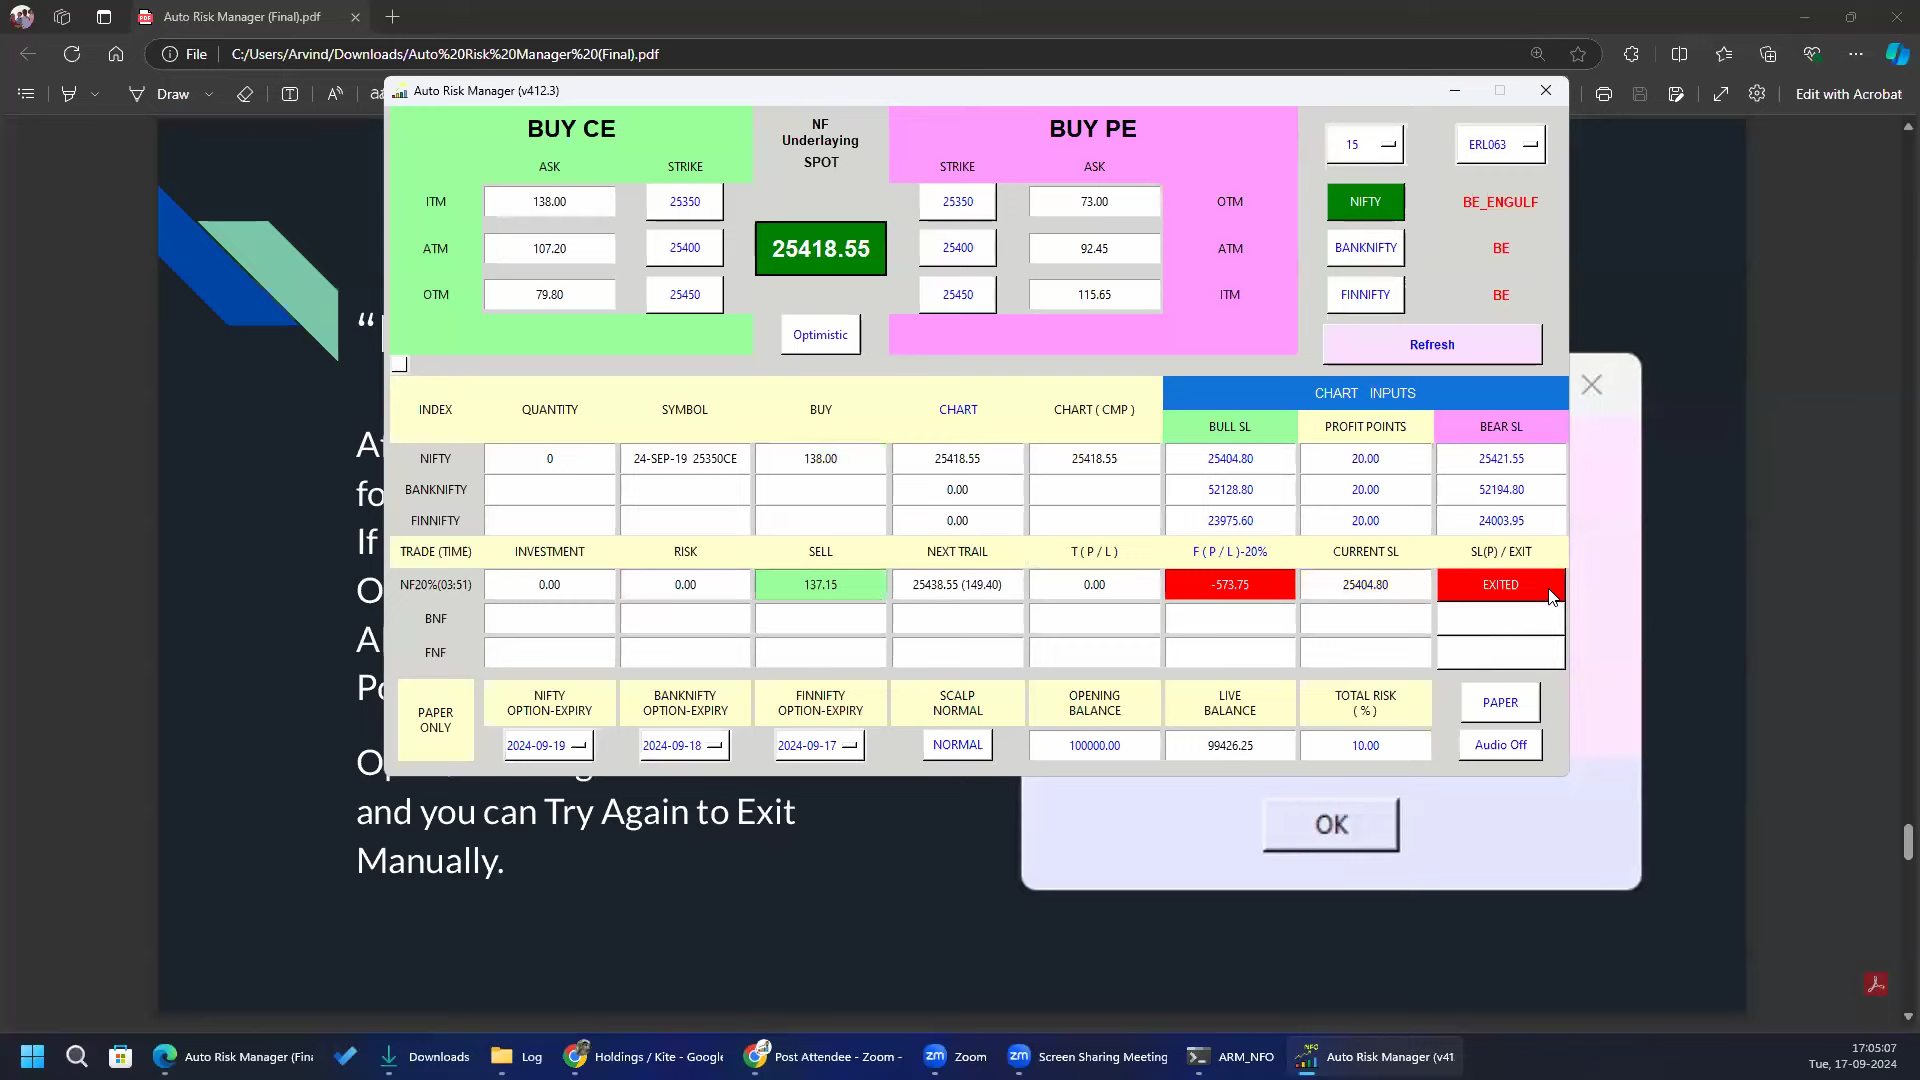 Auto Risk Manager (Final).pdf
File C:/Users/Arvind/Downloads/Auto%20Risk%20Manager%20(Final).pdf
Draw Edit with Acrobat
Auto Risk Manager (v412.3)
BUY CE NF Underlaying SPOT BUY PE
ASK STRIKE STRIKE ASK
15 ERL063
ITM 138.00 25350 25350 73.00 OTM NIFTY BE_ENGULF
ATM 107.20 25400 25418.55 25400 92.45 ATM BANKNIFTY BE
OTM 79.80 25450 25450 115.65 ITM FINNIFTY BE
Optimistic Refresh
CHART INPUTS
INDEX QUANTITY SYMBOL BUY CHART CHART ( CMP ) BULL SL PROFIT POINTS BEAR SL
NIFTY 0 24-SEP-19 25350CE 138.00 25418.55 25418.55 25404.80 20.00 25421.55
BANKNIFTY 0.00 52128.80 20.00 52194.80
FINNIFTY 0.00 23975.60 20.00 24003.95
TRADE (TIME) INVESTMENT RISK SELL NEXT TRAIL T ( P / L ) F ( P / L )-20% CURRENT SL SL(P) / EXIT
NF20%(03:51) 0.00 0.00 137.15 25438.55 (149.40) 0.00 -573.75 25404.80 EXITED
BNF
FNF
PAPER ONLY NIFTY OPTION-EXPIRY BANKNIFTY OPTION-EXPIRY FINNIFTY OPTION-EXPIRY SCALP NORMAL OPENING BALANCE LIVE BALANCE TOTAL RISK ( % ) PAPER
2024-09-19 2024-09-18 2024-09-17 NORMAL 100000.00 99426.25 10.00 Audio Off
If
and you can Try Again to Exit
Manually.
OK
Auto Risk Manager (Fina Downloads Log Holdings / Kite - Google Post Attendee - Zoom - Zoom Screen Sharing Meeting ARM_NFO Auto Risk Manager (v41
17:05:07
Tue, 17-09-2024